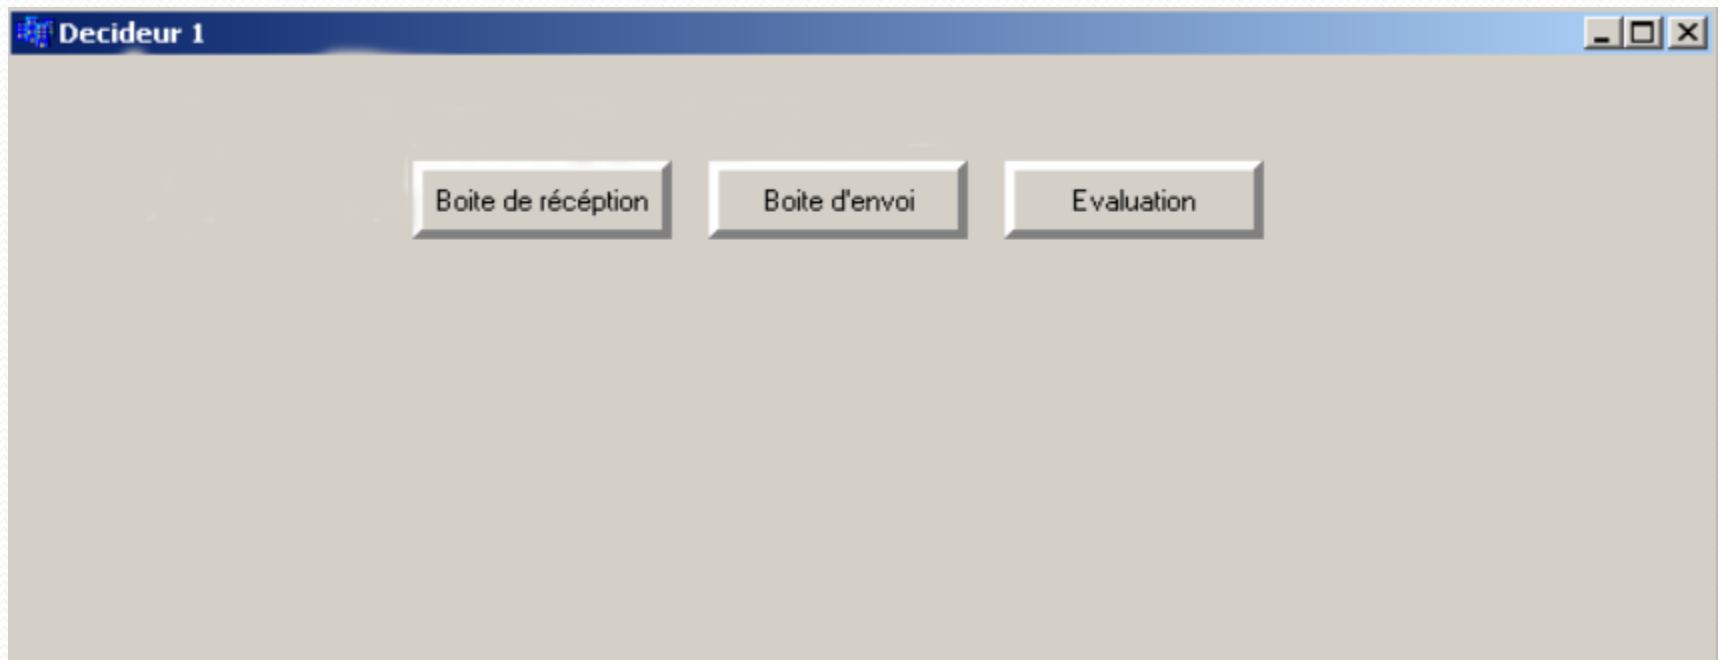 Decideur 1
Boite de récéption
Boite d'envoi
Evaluation